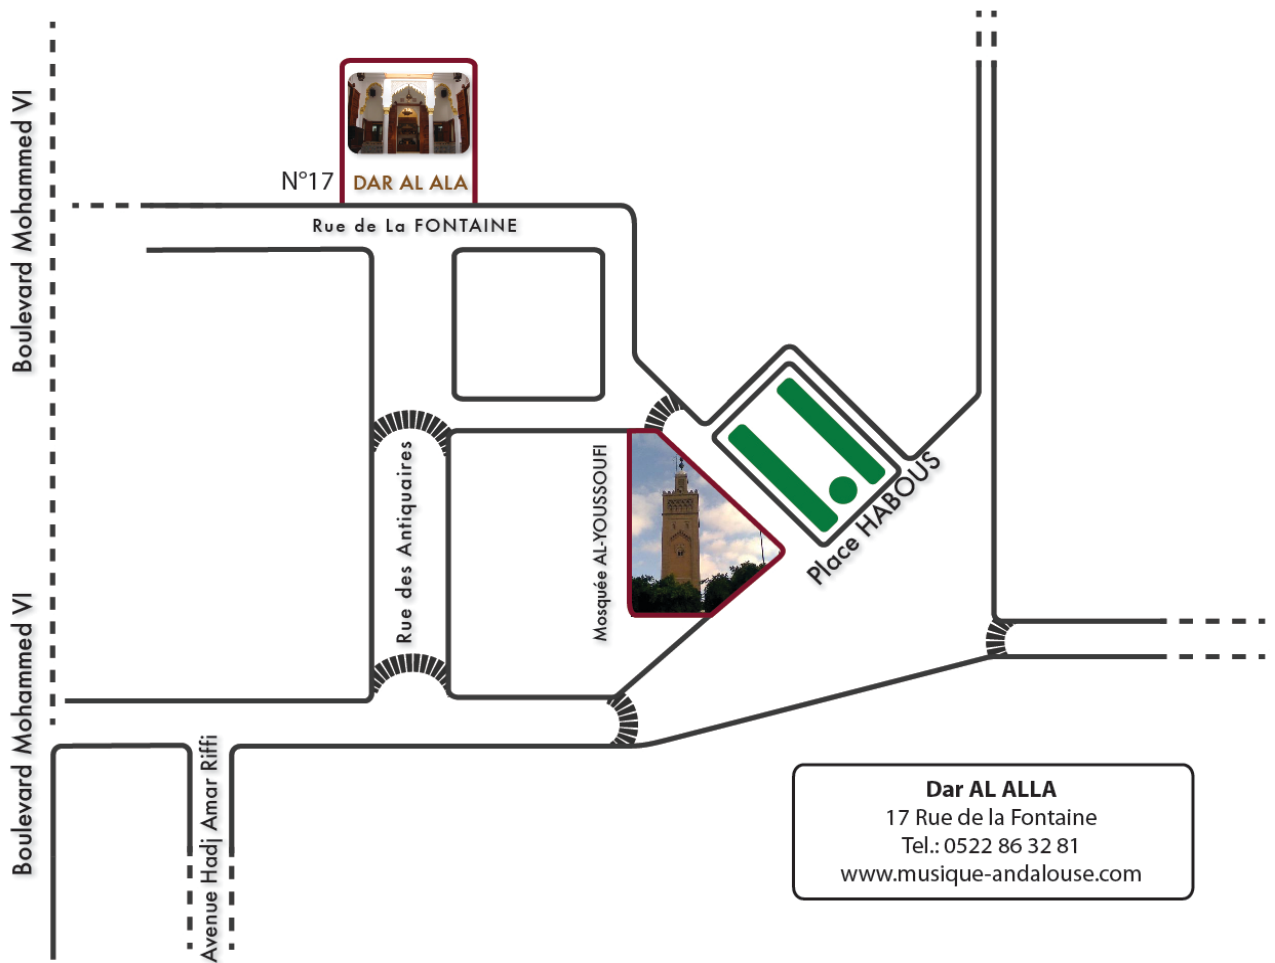 Boulevard Mohammed VI
N°17
DAR AL ALA
Rue de La FONTAINE
Rue des Antiquaires
Mosquée AL-YOUSSOUFI
Place HABOUS
Boulevard Mohammed VI
Avenue Hadj Amar Riffi
Dar AL ALLA
17 Rue de la Fontaine
Tel.: 0522 86 32 81
www.musique-andalouse.com